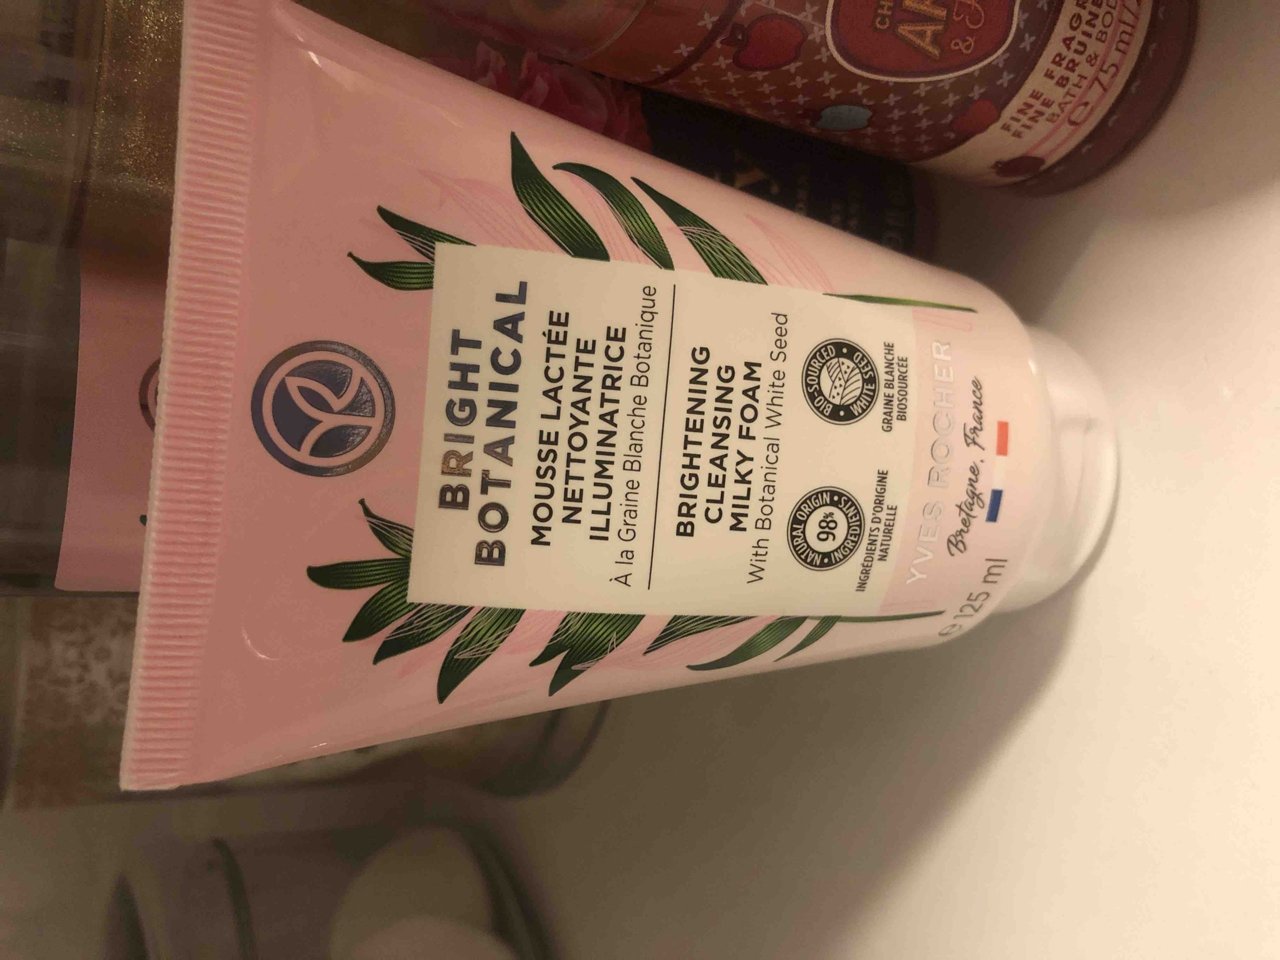 BRIGHT
BOTANICAL
MOUSSE LACTÉE
NETTOYANTE
ILLUMINATRICE
À la Graine Blanche Botanique
BRIGHTENING
CLEANSING
MILKY FOAM
With Botanical White Seed
NATURAL ORIGIN • INGREDIENTS •
98%
INGRÉDIENTS D'ORIGINE
NATURELLE
BIO-SOURCED • WHITE SEED •
GRAINE BLANCHE
BIOSOURCÉE
YVES ROCHER
Bretagne, France
e 125 ml
&
FINE
FINE BRUINE
BATH &
e 75 ml/